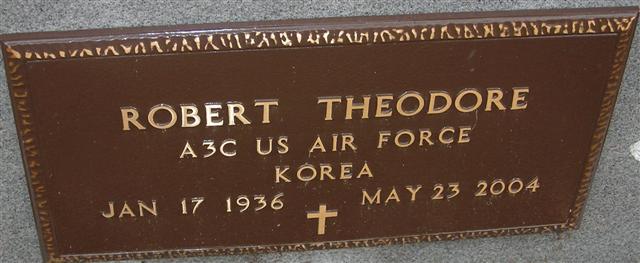 ROBERT THEODORE
A3C US AIR FORCE
KOREA
JAN 17 1936 MAY 23 2004